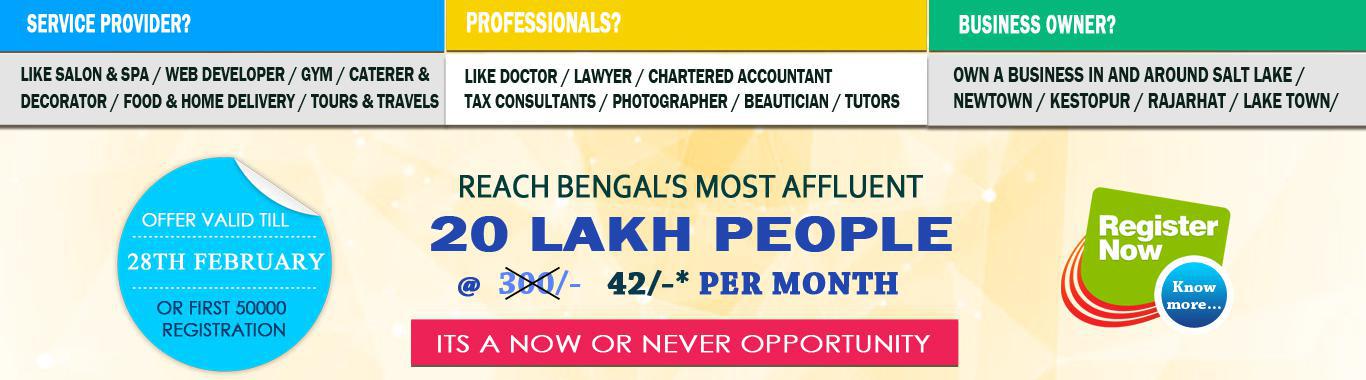 SERVICE PROVIDER?
LIKE SALON & SPA / WEB DEVELOPER / GYM / CATERER &
DECORATOR / FOOD & HOME DELIVERY / TOURS & TRAVELS
PROFESSIONALS?
LIKE DOCTOR / LAWYER / CHARTERED ACCOUNTANT
TAX CONSULTANTS / PHOTOGRAPHER / BEAUTICIAN / TUTORS
BUSINESS OWNER?
OWN A BUSINESS IN AND AROUND SALT LAKE /
NEWTOWN / KESTOPUR / RAJARHAT / LAKE TOWN/
OFFER VALID TILL
28TH FEBRUARY
OR FIRST 50000
REGISTRATION
REACH BENGAL'S MOST AFFLUENT
20 LAKH PEOPLE
@ 300/- 42/-* PER MONTH
ITS A NOW OR NEVER OPPORTUNITY
Register
Now
Know
more...